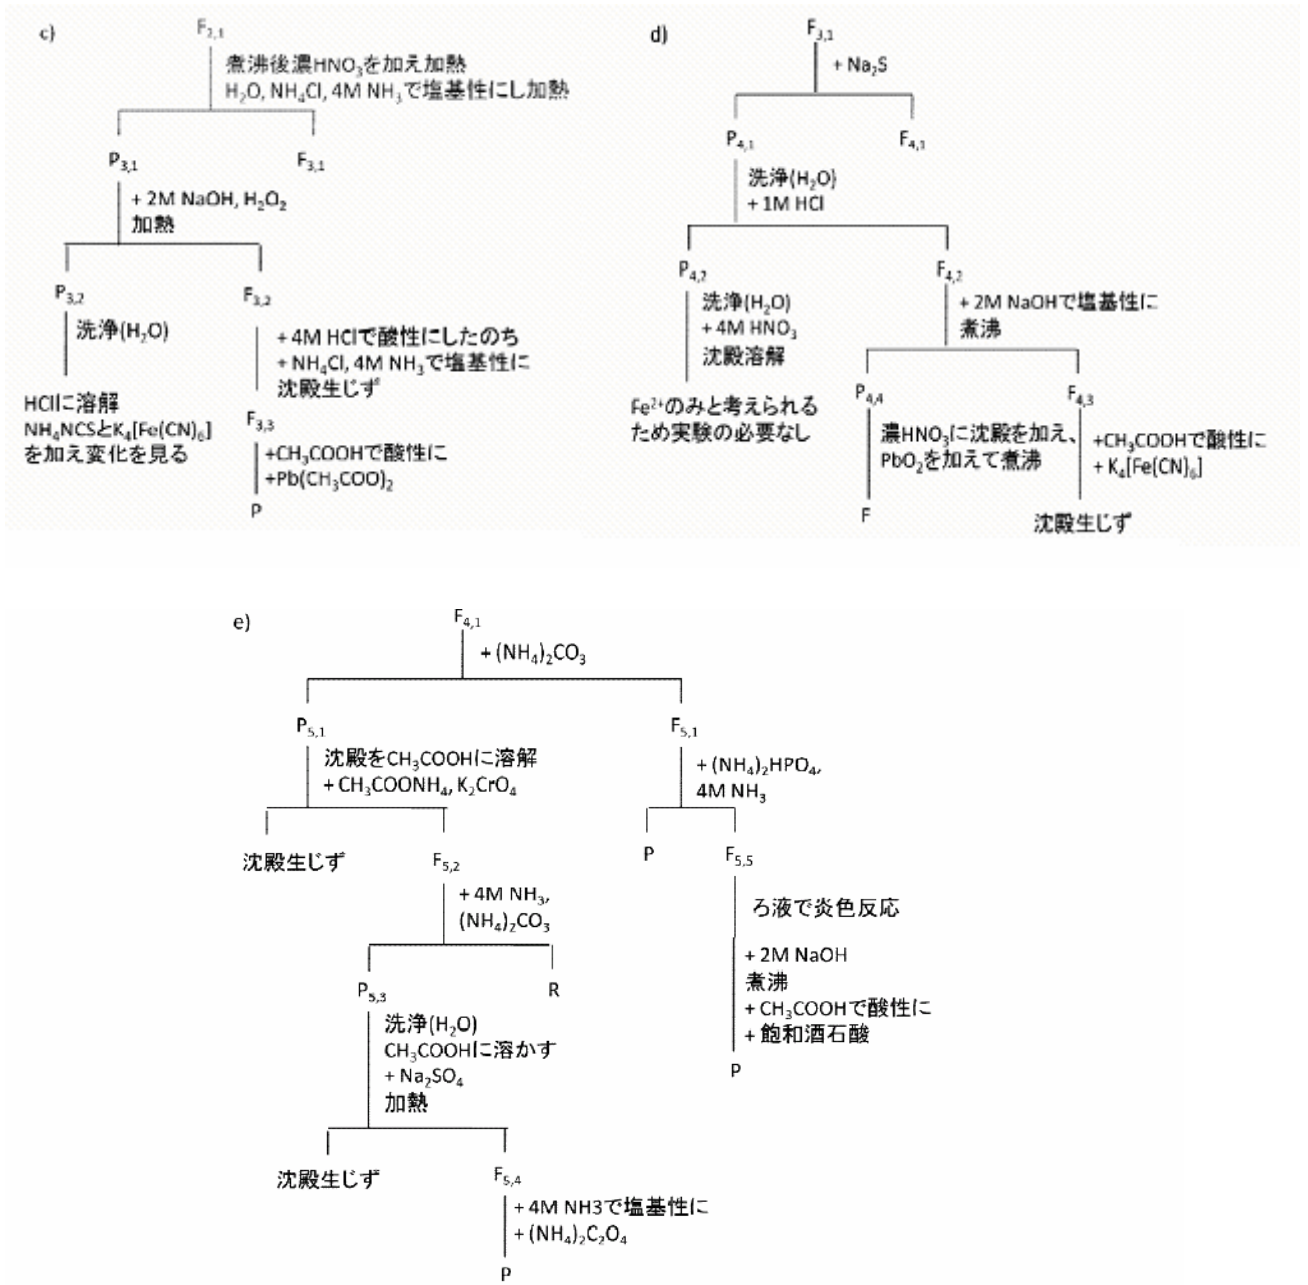 c)
F2,1
煮沸後濃HNO3を加え加熱
H2O, NH4Cl, 4M NH3で塩基性にし加熱
P3,1
F3,1
+ 2M NaOH, H2O2
加熱
P3,2
F3,2
洗浄(H2O)
+ 4M HClで酸性にしたのち
+ NH4Cl, 4M NH3で塩基性に
沈殿生じず
HClに溶解
NH4NCSとK4[Fe(CN)6]
を加え変化を見る
F3,3
+CH3COOHで酸性に
+Pb(CH3COO)2
P
d)
F3,1
+ Na2S
P4,1
F4,1
洗浄(H2O)
+ 1M HCl
P4,2
F4,2
洗浄(H2O)
+ 4M HNO3
沈殿溶解
+ 2M NaOHで塩基性に
煮沸
Fe2+のみと考えられる
ため実験の必要なし
P4,4
F4,3
濃HNO3に沈殿を加え、
PbO2を加えて煮沸
+CH3COOHで酸性に
+ K4[Fe(CN)6]
F
沈殿生じず
e)
F4,1
+ (NH4)2CO3
P5,1
F5,1
沈殿をCH3COOHに溶解
+ CH3COONH4, K2CrO4
+ (NH4)2HPO4,
4M NH3
沈殿生じず
F5,2
P
F5,5
+ 4M NH3,
(NH4)2CO3
ろ液で炎色反応
+ 2M NaOH
煮沸
+ CH3COOHで酸性に
+ 飽和酒石酸
P
P5,3
R
洗浄(H2O)
CH3COOHに溶かす
+ Na2SO4
加熱
沈殿生じず
F5,4
+ 4M NH3で塩基性に
+ (NH4)2C2O4
P